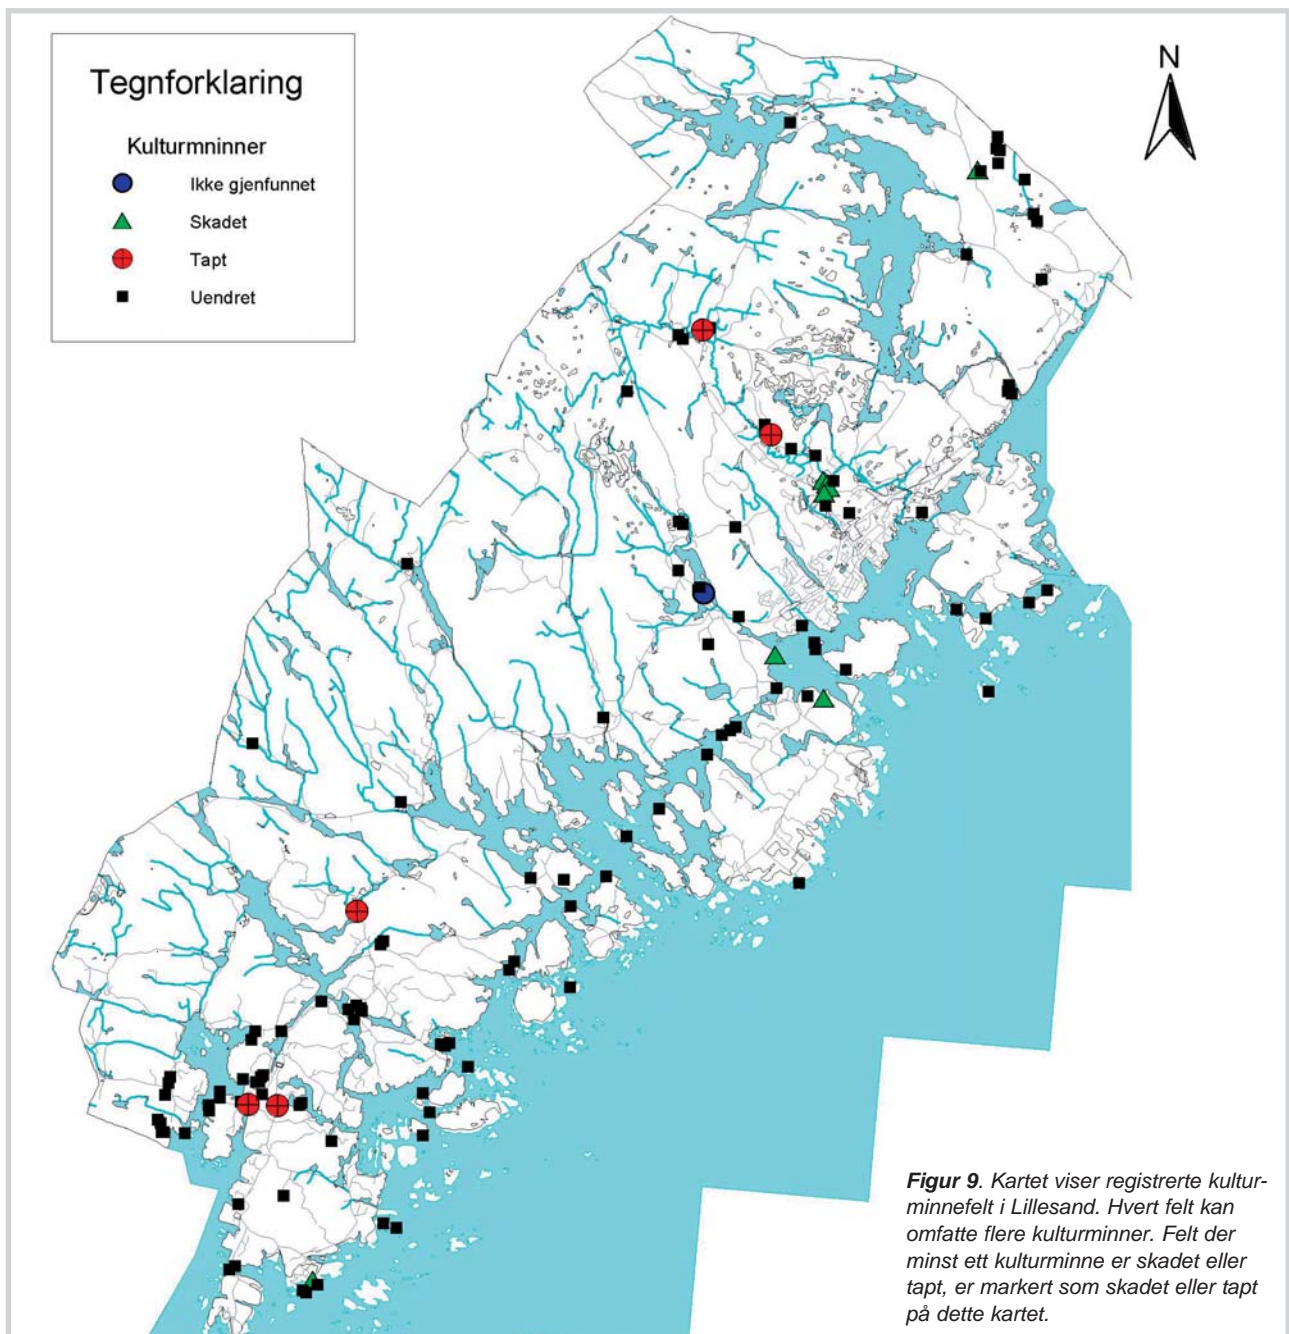 Tegnforklaring
Kulturmninner
Ikke gjenfunnet
Skadet
Tapt
Uendret
N
Figur 9. Kartet viser registrerte kultur-
minnefelt i Lillesand. Hvert felt kan
omfatte flere kulturminner. Felt der
minst ett kulturminne er skadet eller
tapt, er markert som skadet eller tapt
på dette kartet.